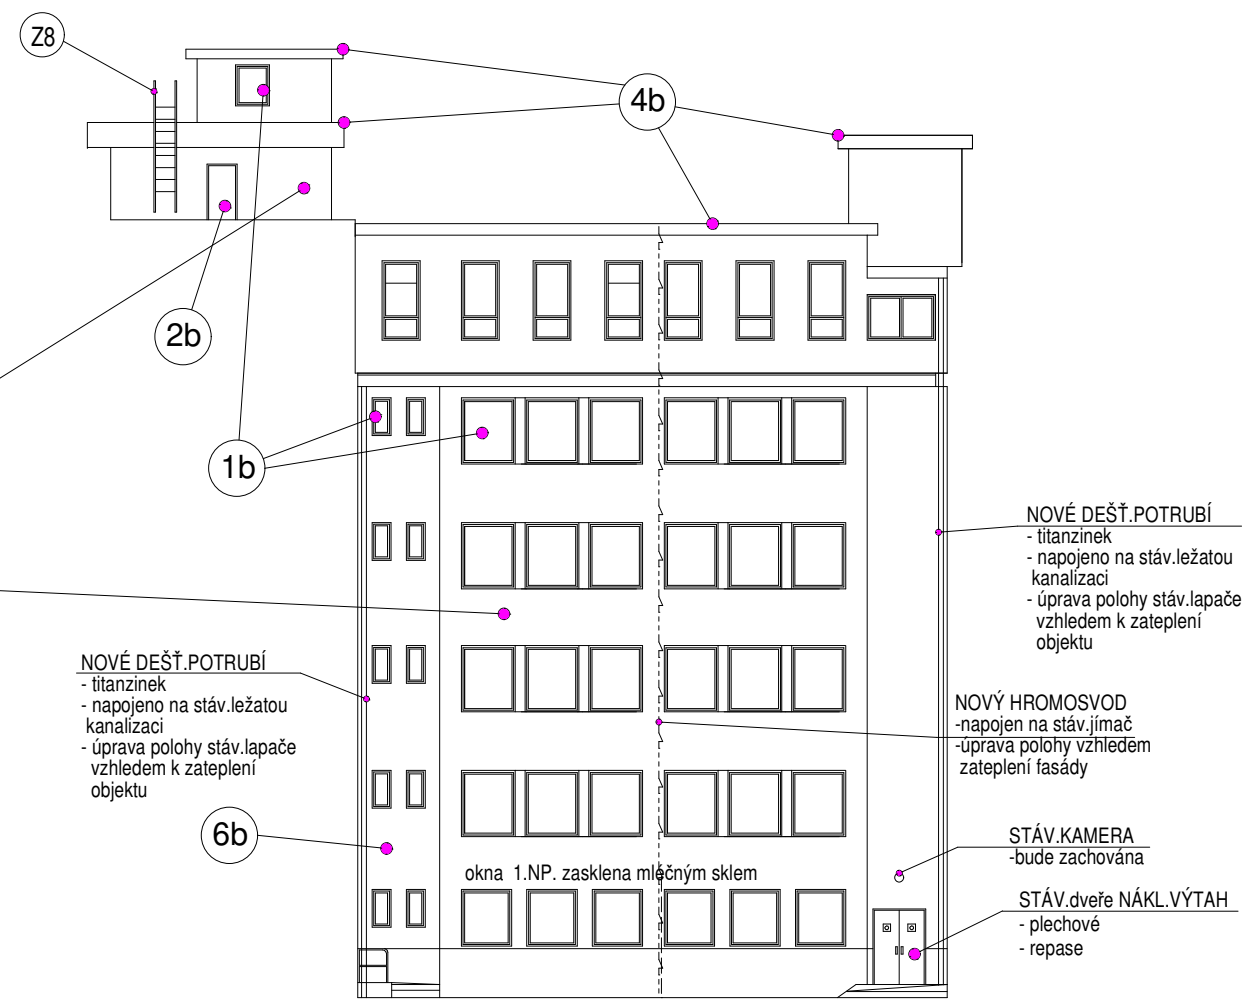 Z8
4b
2b
1b
NOVÉ DEŠŤ.POTRUBÍ
- titanzinek
- napojeno na stáv.ležatou
kanalizaci
- úprava polohy stáv.lapače
vzhledem k zateplení
objektu
NOVÉ DEŠŤ.POTRUBÍ
- titanzinek
- napojeno na stáv.ležatou
kanalizaci
- úprava polohy stáv.lapače
vzhledem k zateplení
objektu
NOVÝ HROMOSVOD
-napojen na stáv.jímač
-úprava polohy vzhledem
zateplení fasády
6b
STÁV.KAMERA
-bude zachována
okna 1.NP. zasklena mléčným sklem
STÁV.dveře NÁKL.VÝTAH
- plechové
- repase